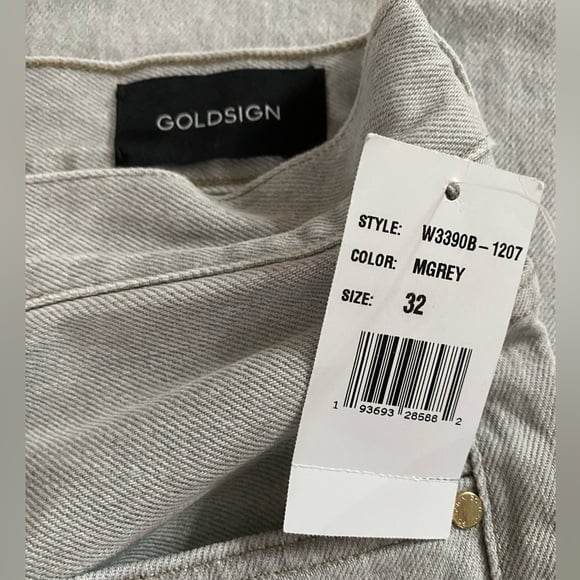 GOLDSIGN
STYLE: W3390B-1207
COLOR: MGREY
SIZE: 32
1 93693 28588 2